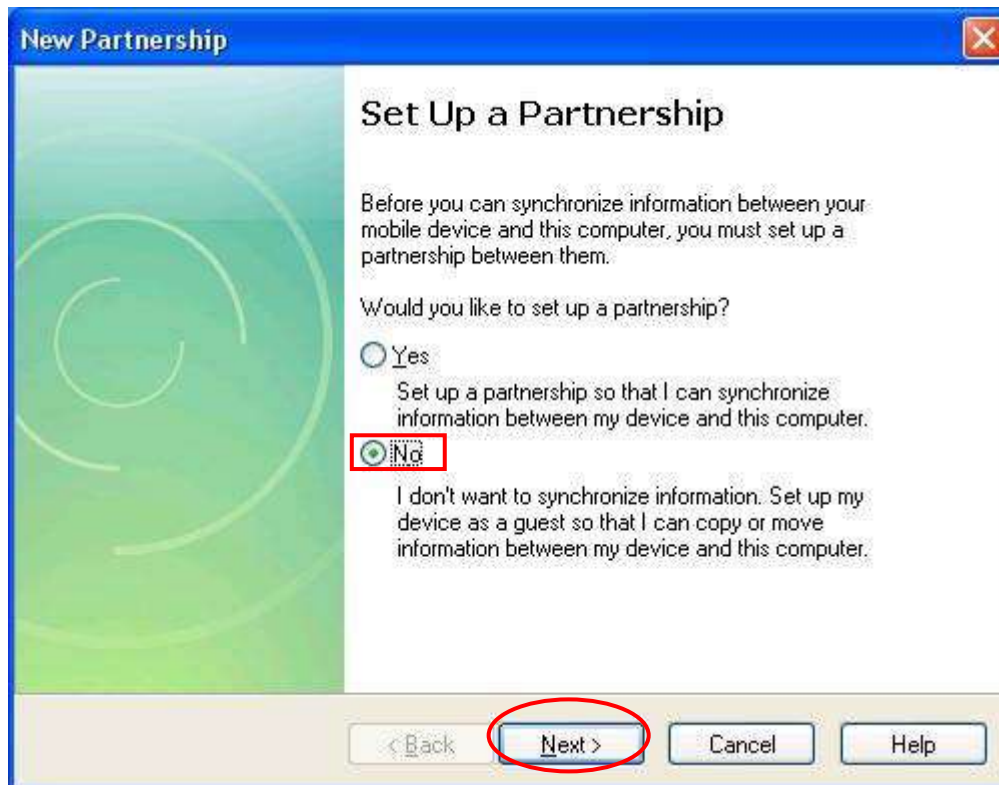 New Partnership
Set Up a Partnership
Before you can synchronize information between your
mobile device and this computer, you must set up a
partnership between them.
Would you like to set up a partnership?
Yes
Set up a partnership so that I can synchronize
information between my device and this computer.
No
I don't want to synchronize information. Set up my
device as a guest so that I can copy or move
information between my device and this computer.
< Back Next > Cancel Help